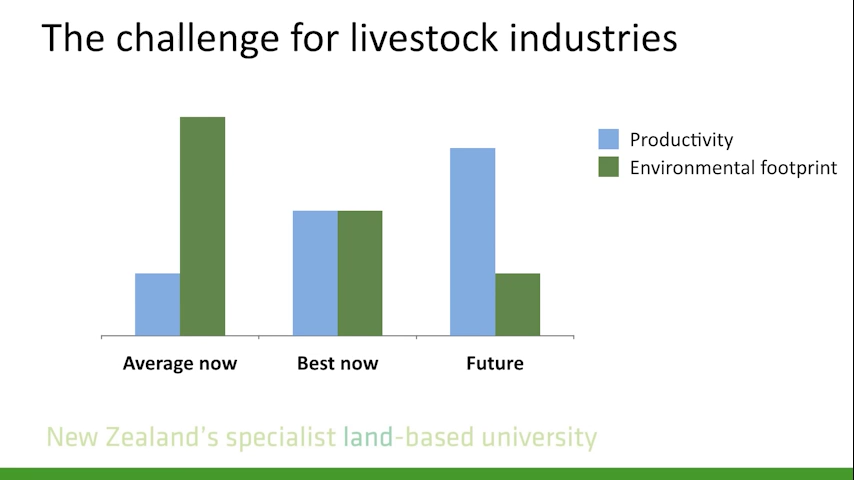 The challenge for livestock industries
Productivity
Environmental footprint
Average now
Best now
Future
New Zealand's specialist land-based university